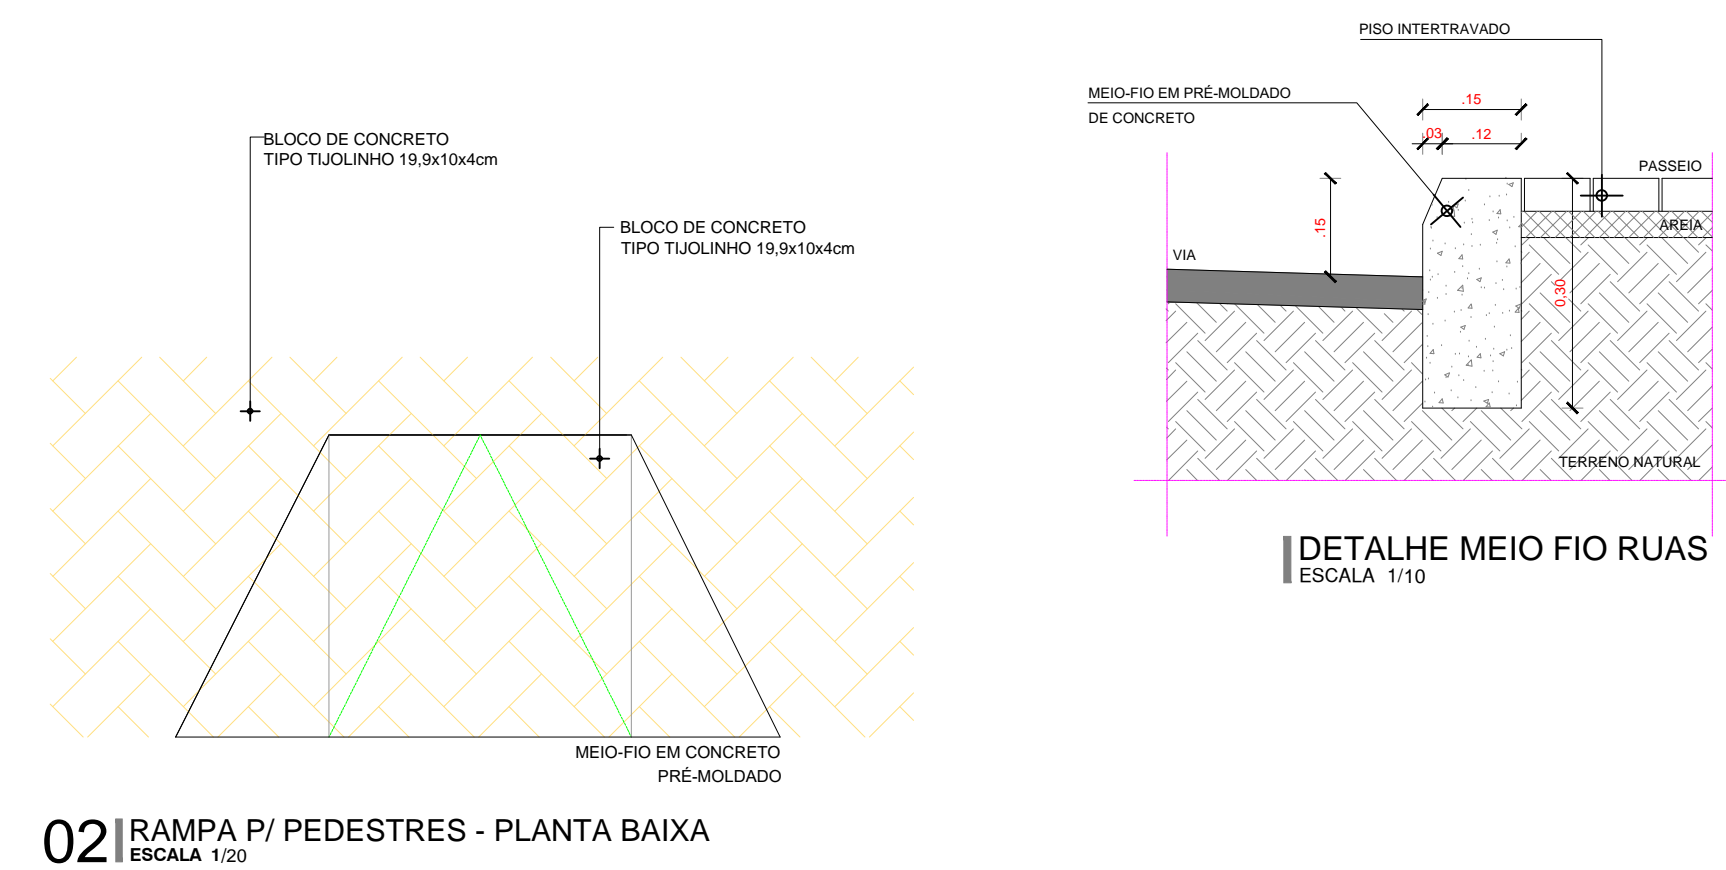 BLOCO DE CONCRETO
TIPO TIJOLINHO 19,9x10x4cm
BLOCO DE CONCRETO
TIPO TIJOLINHO 19,9x10x4cm
MEIO-FIO EM CONCRETO
PRÉ-MOLDADO
02
RAMPA P/ PEDESTRES - PLANTA BAIXA
ESCALA 1/20
PISO INTERTRAVADO
MEIO-FIO EM PRÉ-MOLDADO
DE CONCRETO
.15
.03
.12
PASSEIO
.15
AREIA
VIA
0,30
TERRENO NATURAL
DETALHE MEIO FIO RUAS
ESCALA 1/10